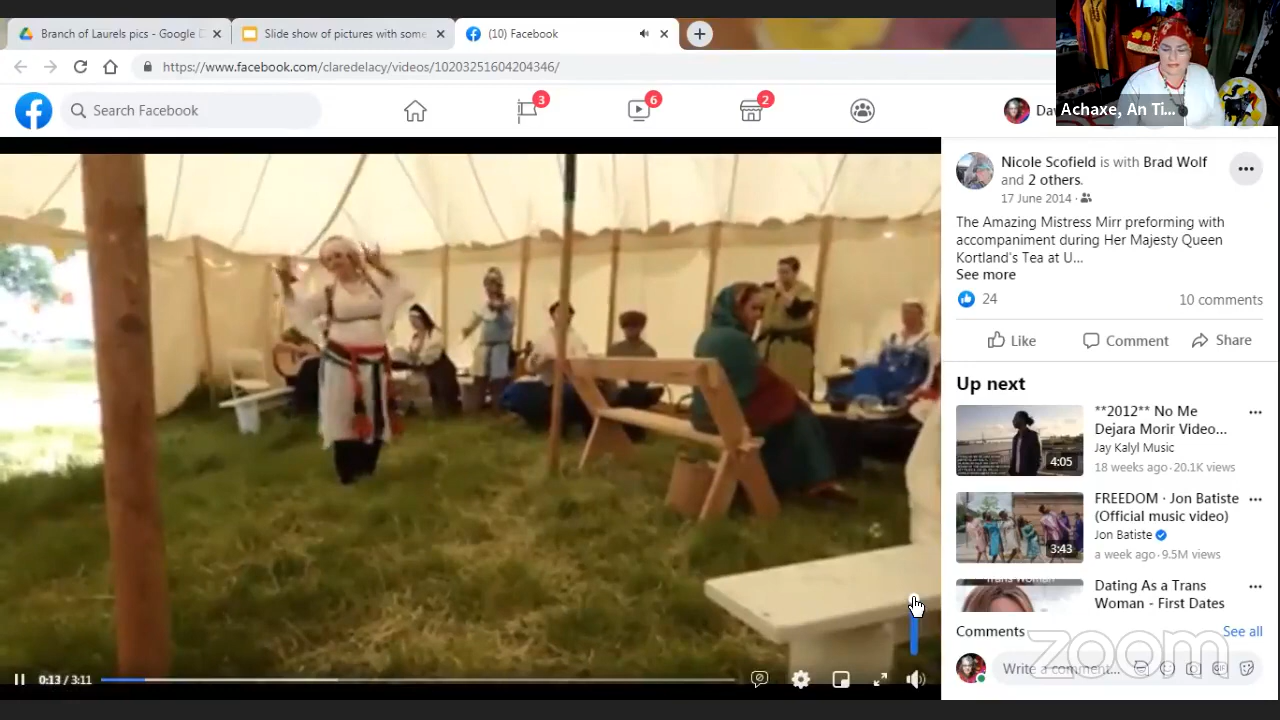 Branch of Laurels pics - Google D
Slide show of pictures with some
(10) Facebook
https://www.facebook.com/claredelacy/videos/10203251604204346/
Search Facebook
3
6
2
Achaxe, An Ti...
Nicole Scofield is with Brad Wolf
and 2 others.
17 June 2014
The Amazing Mistress Mirr preforming with
accompaniment during Her Majesty Queen
Kortland's Tea at U...
See more
24
10 comments
Like
Comment
Share
Up next
**2012** No Me
Dejara Morir Video...
Jay Kalyl Music
18 weeks ago · 20.1K views
4:05
FREEDOM · Jon Batiste
(Official music video)
Jon Batiste
a week ago · 9.5M views
3:43
Dating As a Trans
Woman - First Dates
Comments
See all
zoom
Write a comment...
GIF
0:13 / 3:11